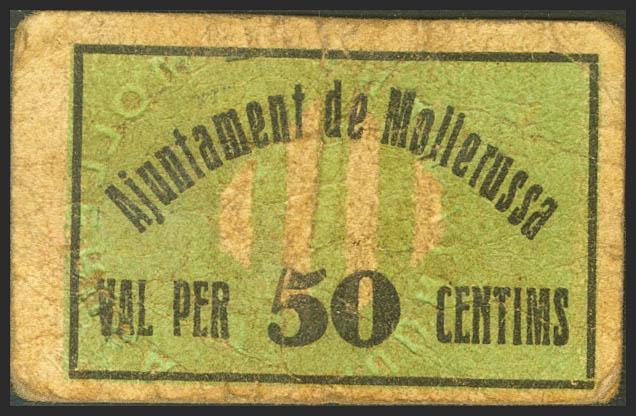 Ajuntament de Mollerussa
VAL PER 50 CENTIMS